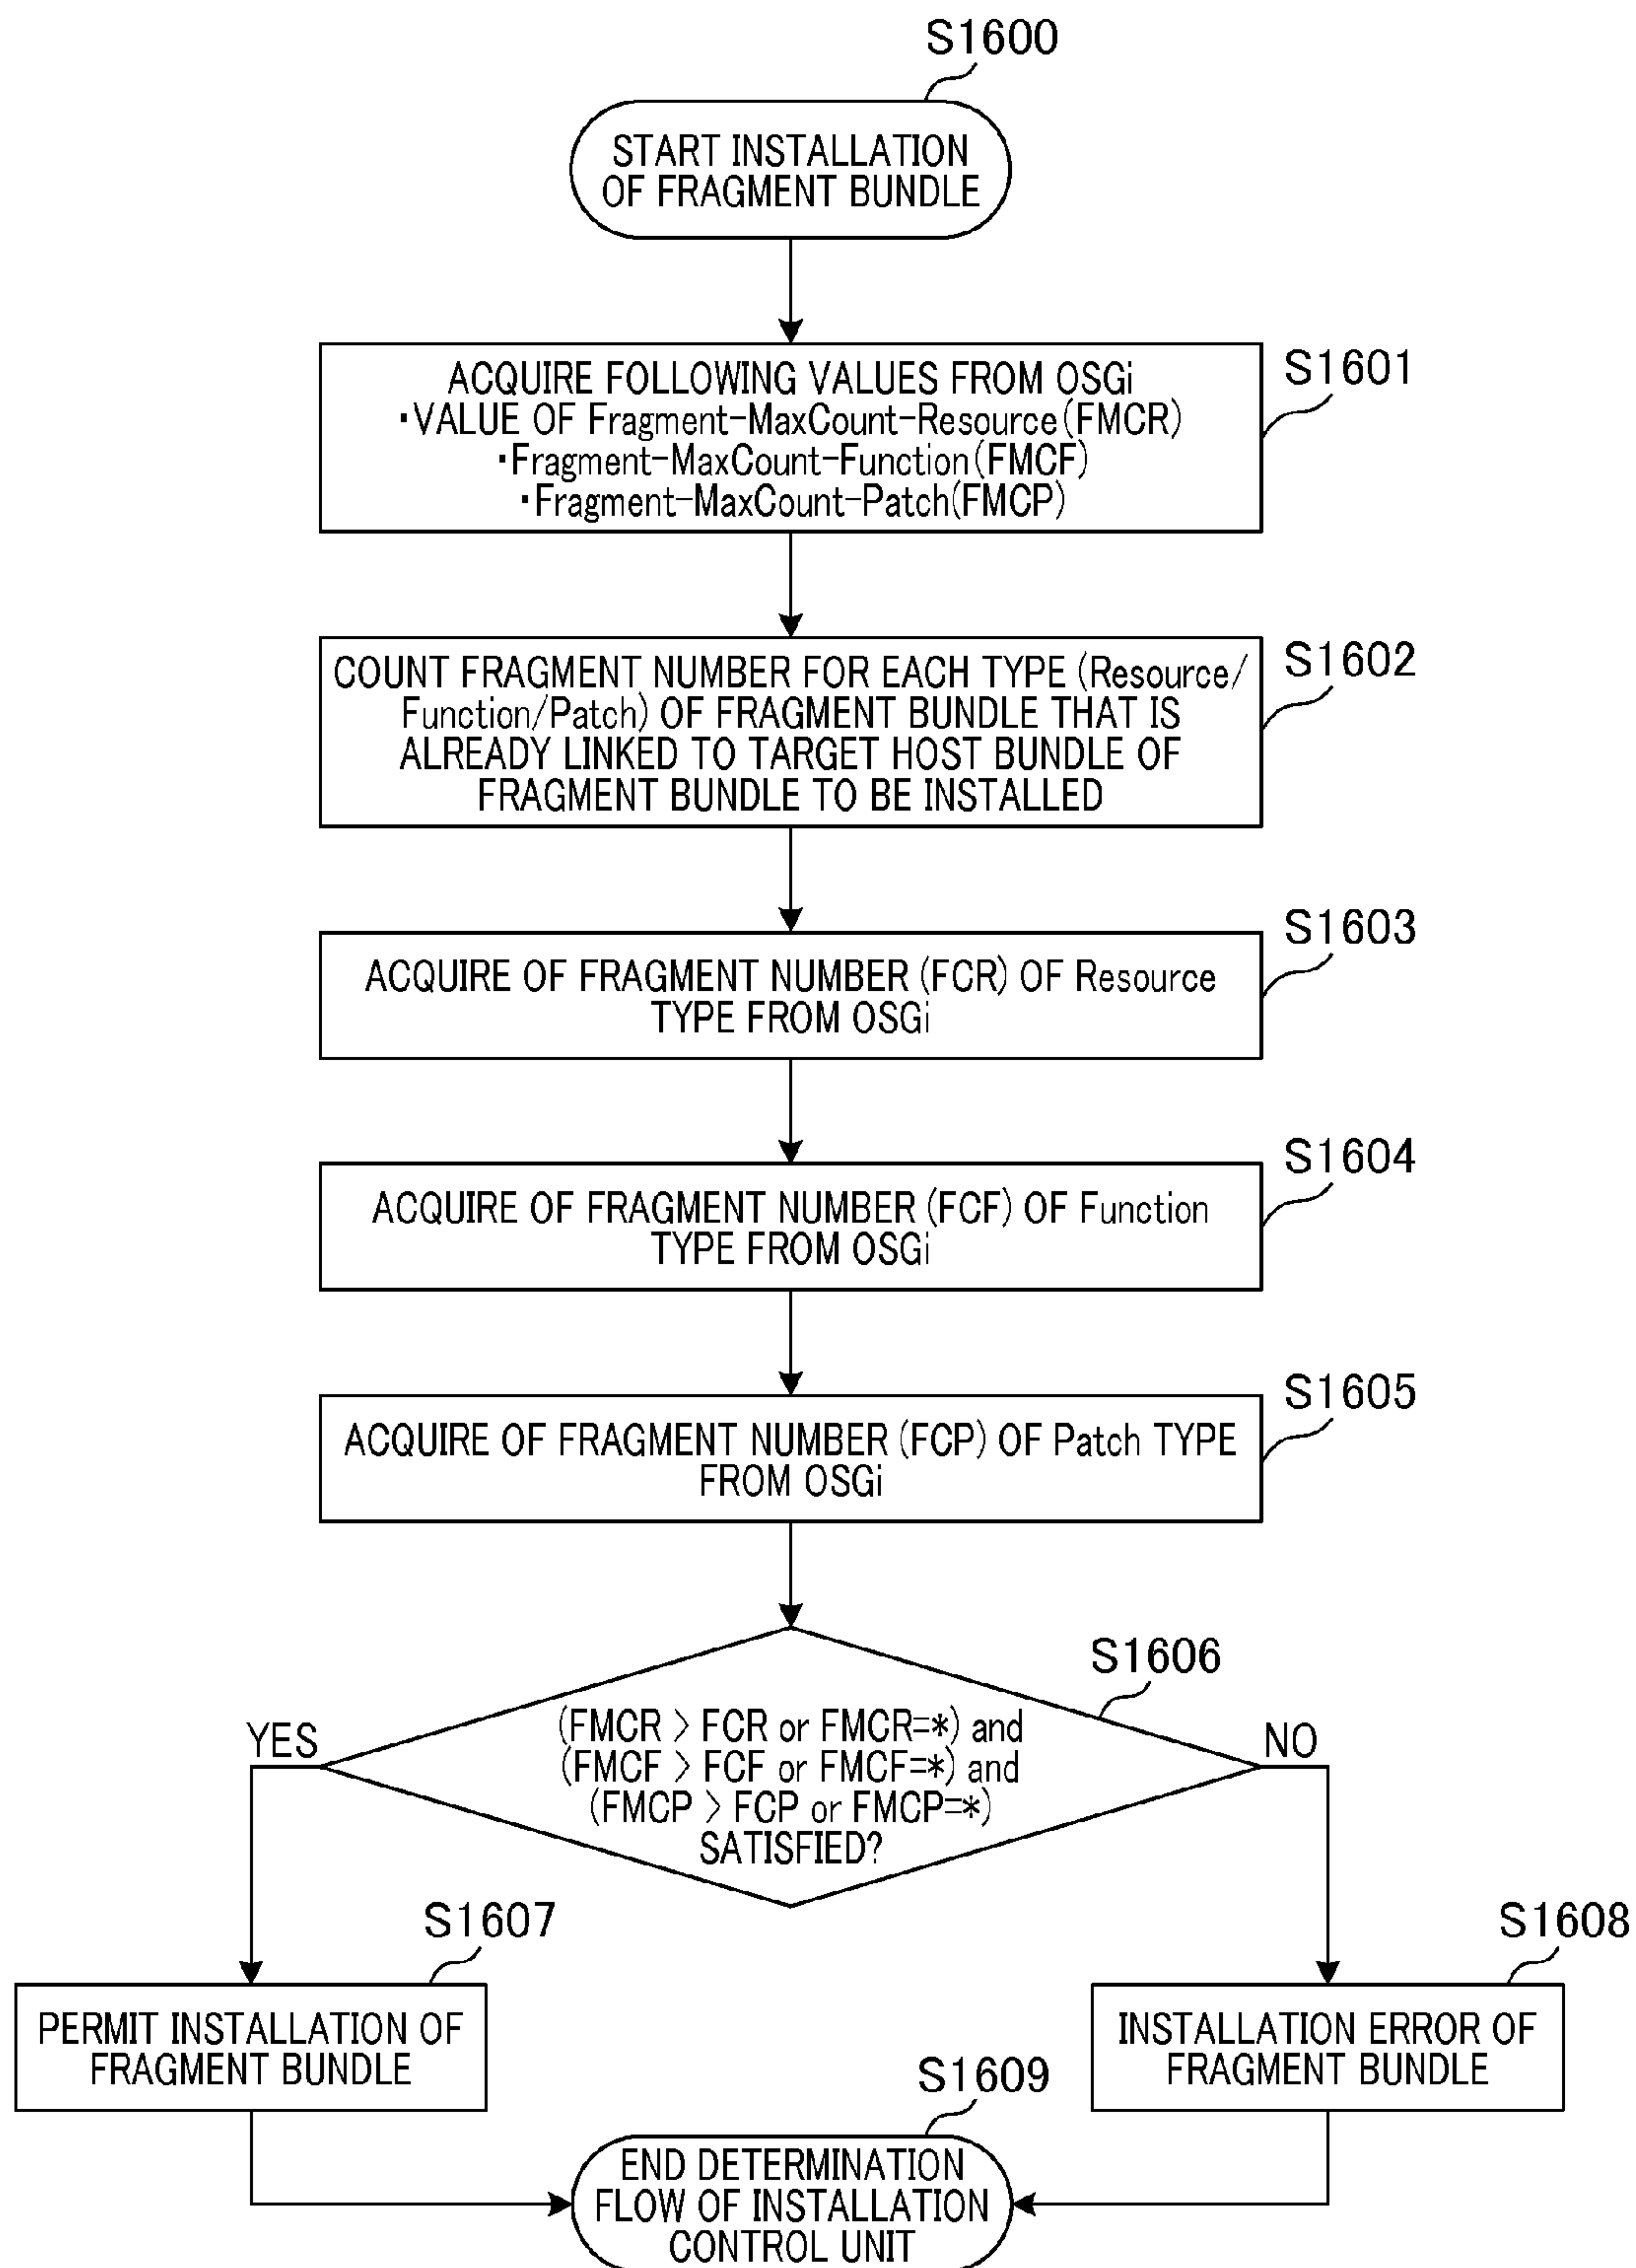 S1600
START INSTALLATION
OF FRAGMENT BUNDLE
S1601
ACQUIRE FOLLOWING VALUES FROM OSGi
・VALUE OF Fragment-MaxCount-Resource(FMCR)
・Fragment-MaxCount-Function(FMCF)
・Fragment-MaxCount-Patch(FMCP)
S1602
COUNT FRAGMENT NUMBER FOR EACH TYPE (Resource/
Function/Patch) OF FRAGMENT BUNDLE THAT IS
ALREADY LINKED TO TARGET HOST BUNDLE OF
FRAGMENT BUNDLE TO BE INSTALLED
S1603
ACQUIRE OF FRAGMENT NUMBER (FCR) OF Resource
TYPE FROM OSGi
S1604
ACQUIRE OF FRAGMENT NUMBER (FCF) OF Function
TYPE FROM OSGi
S1605
ACQUIRE OF FRAGMENT NUMBER (FCP) OF Patch TYPE
FROM OSGi
S1606
(FMCR > FCR or FMCR=*) and
(FMCF > FCF or FMCF=*) and
(FMCP > FCP or FMCP=*)
SATISFIED?
YES
NO
S1607
PERMIT INSTALLATION OF
FRAGMENT BUNDLE
S1608
INSTALLATION ERROR OF
FRAGMENT BUNDLE
S1609
END DETERMINATION
FLOW OF INSTALLATION
CONTROL UNIT